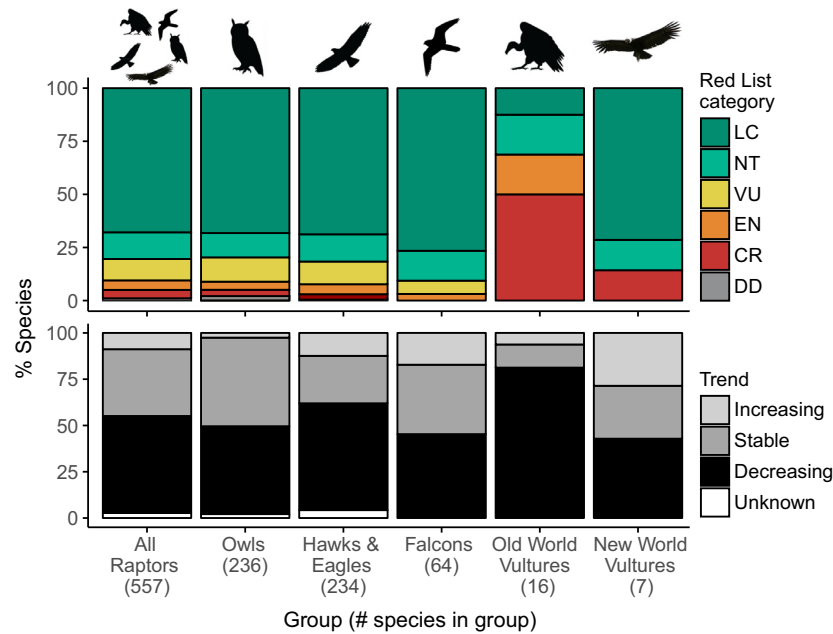 Red List
category
LC
NT
VU
EN
CR
DD
100
75
50
25
0
% Species
100
75
50
25
0
Trend
Increasing
Stable
Decreasing
Unknown
All
Raptors
(557)
Owls
(236)
Hawks &
Eagles
(234)
Falcons
(64)
Old World
Vultures
(16)
New World
Vultures
(7)
Group (# species in group)